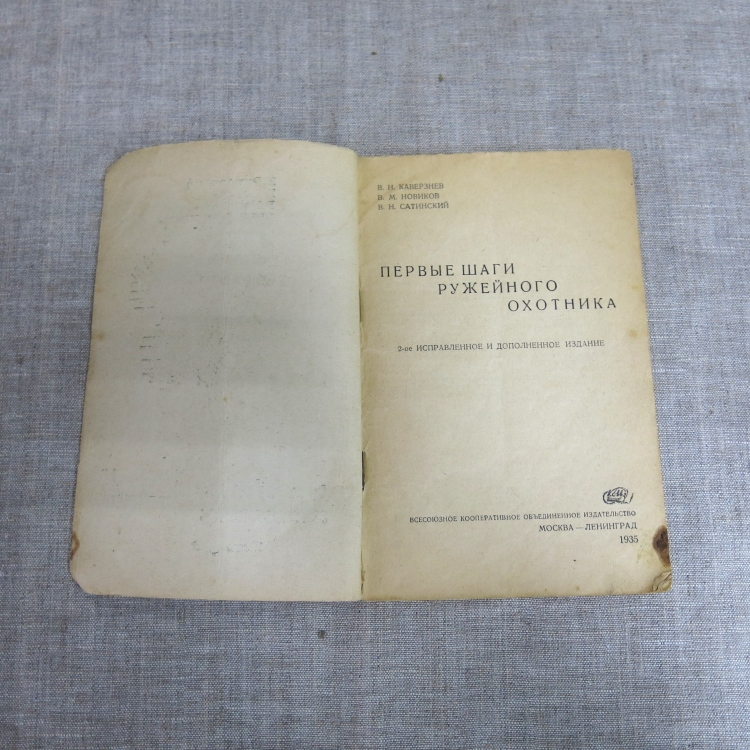 В. Н. КАВЕРЗНЕВ
В. М. НОВИКОВ
В. Н. САТИНСКИЙ
ПЕРВЫЕ ШАГИ
РУЖЕЙНОГО
ОХОТНИКА
2-ое ИСПРАВЛЕННОЕ И ДОПОЛНЕННОЕ ИЗДАНИЕ
ВСЕСОЮЗНОЕ КООПЕРАТИВНОЕ ОБЪЕДИНЕННОЕ ИЗДАТЕЛЬСТВО
МОСКВА — ЛЕНИНГРАД
1935